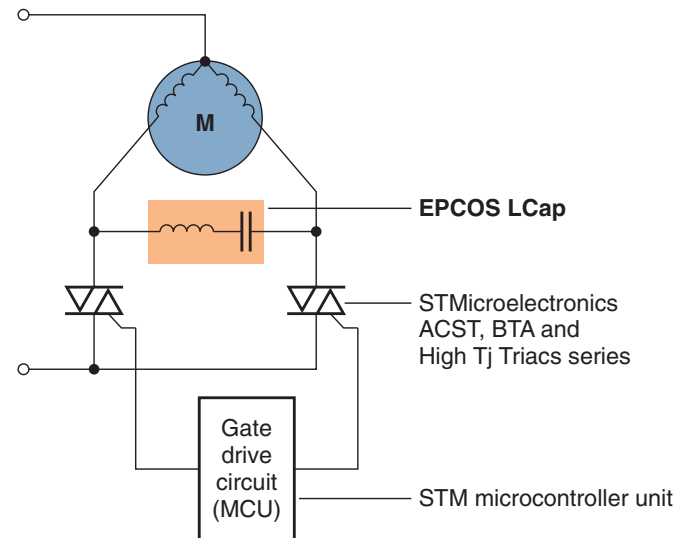 M
EPCOS LCap
STMicroelectronics
ACST, BTA and
High Tj Triacs series
Gate
drive
circuit
(MCU)
STM microcontroller unit